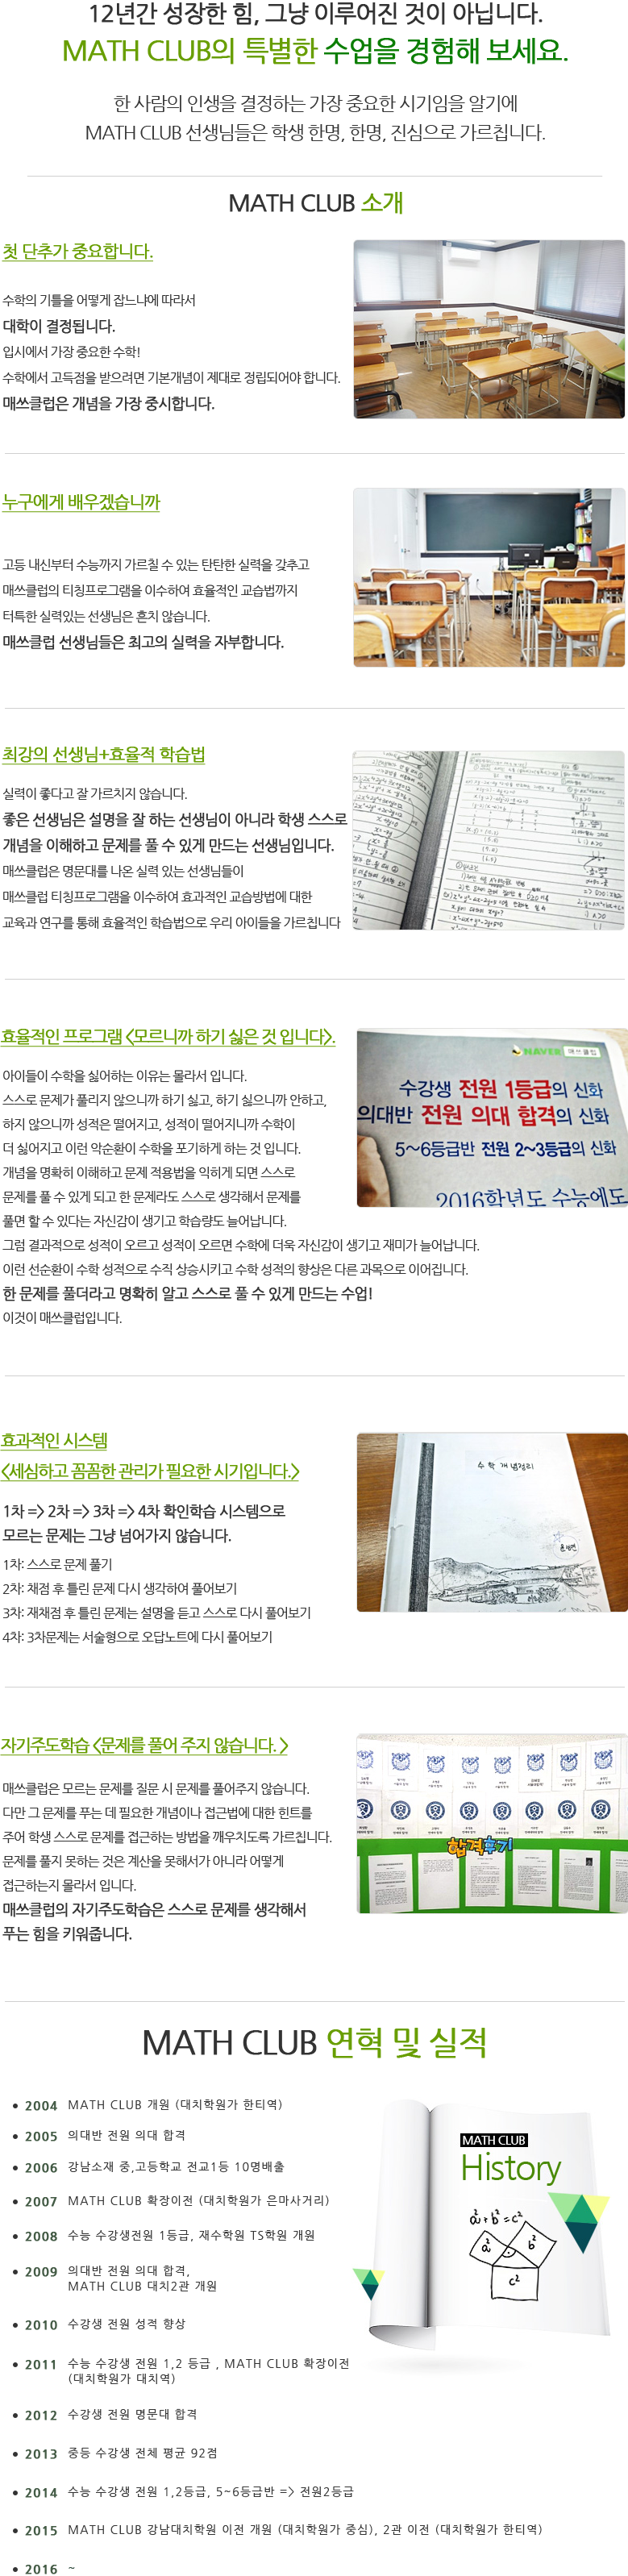 12년간 성장한 힘, 그냥 이루어진 것이 아닙니다.
MATH CLUB의 특별한 수업을 경험해 보세요.
한 사람의 인생을 결정하는 가장 중요한 시기임을 알기에
MATH CLUB 선생님들은 학생 한명, 한명, 진심으로 가르칩니다.
MATH CLUB 소개
첫 단추가 중요합니다.
수학의 기틀을 어떻게 잡느냐에 따라서
대학이 결정됩니다.
입시에서 가장 중요한 수학!
수학에서 고득점을 받으려면 기본개념이 제대로 정립되어야 합니다.
매쓰클럽은 개념을 가장 중시합니다.
누구에게 배우겠습니까
고등 내신부터 수능까지 가르칠 수 있는 탄탄한 실력을 갖추고
매쓰클럽의 티칭프로그램을 이수하여 효율적인 교습법까지
터특한 실력있는 선생님은 흔치 않습니다.
매쓰클럽 선생님들은 최고의 실력을 자부합니다.
최강의 선생님+효율적 학습법
실력이 좋다고 잘 가르치지 않습니다.
좋은 선생님은 설명을 잘 하는 선생님이 아니라 학생 스스로
개념을 이해하고 문제를 풀 수 있게 만드는 선생님입니다.
매쓰클럽은 명문대를 나온 실력 있는 선생님들이
매쓰클럽 티칭프로그램을 이수하여 효과적인 교습방법에 대한
교육과 연구를 통해 효율적인 학습법으로 우리 아이들을 가르칩니다
효율적인 프로그램 <모르니까 하기 싫은 것 입니다>.
NAVER 매쓰클럽
수강생 전원 1등급의 신화
의대반 전원 의대 합격의 신화
5~6등급반 전원 2~3등급의 신화
2016학년도 수능에도
아이들이 수학을 싫어하는 이유는 몰라서 입니다.
스스로 문제가 풀리지 않으니까 하기 싫고, 하기 싫으니까 안하고,
하지 않으니까 성적은 떨어지고, 성적이 떨어지니까 수학이
더 싫어지고 이런 악순환이 수학을 포기하게 하는 것 입니다.
개념을 명확히 이해하고 문제 적용법을 익히게 되면 스스로
문제를 풀 수 있게 되고 한 문제라도 스스로 생각해서 문제를
풀면 할 수 있다는 자신감이 생기고 학습량도 늘어납니다.
그럼 결과적으로 성적이 오르고 성적이 오르면 수학에 더욱 자신감이 생기고 재미가 늘어납니다.
이런 선순환이 수학 성적으로 수직 상승시키고 수학 성적의 향상은 다른 과목으로 이어집니다.
한 문제를 풀더라고 명확히 알고 스스로 풀 수 있게 만드는 수업!
이것이 매쓰클럽입니다.
효과적인 시스템
<세심하고 꼼꼼한 관리가 필요한 시기입니다.>
수학 개념정리
1차 => 2차 => 3차 => 4차 확인학습 시스템으로
모르는 문제는 그냥 넘어가지 않습니다.
1차: 스스로 문제 풀기
2차: 채점 후 틀린 문제 다시 생각하여 풀어보기
3차: 재채점 후 틀린 문제는 설명을 듣고 스스로 다시 풀어보기
4차: 3차문제는 서술형으로 오답노트에 다시 풀어보기
자기주도학습 <문제를 풀어 주지 않습니다. >
합격후기
매쓰클럽은 모르는 문제를 질문 시 문제를 풀어주지 않습니다.
다만 그 문제를 푸는 데 필요한 개념이나 접근법에 대한 힌트를
주어 학생 스스로 문제를 접근하는 방법을 깨우치도록 가르칩니다.
문제를 풀지 못하는 것은 계산을 못해서가 아니라 어떻게
접근하는지 몰라서 입니다.
매쓰클럽의 자기주도학습은 스스로 문제를 생각해서
푸는 힘을 키워줍니다.
MATH CLUB 연혁 및 실적
MATH CLUB
History
a²+b²=c²
a²
b²
c²
2004 MATH CLUB 개원 (대치학원가 한티역)
2005 의대반 전원 의대 합격
2006 강남소재 중,고등학교 전교1등 10명배출
2007 MATH CLUB 확장이전 (대치학원가 은마사거리)
2008 수능 수강생전원 1등급, 재수학원 TS학원 개원
2009 의대반 전원 의대 합격,
MATH CLUB 대치2관 개원
2010 수강생 전원 성적 향상
2011 수능 수강생 전원 1,2 등급 , MATH CLUB 확장이전
(대치학원가 대치역)
2012 수강생 전원 명문대 합격
2013 중등 수강생 전체 평균 92점
2014 수능 수강생 전원 1,2등급, 5~6등급반 => 전원2등급
2015 MATH CLUB 강남대치학원 이전 개원 (대치학원가 중심), 2관 이전 (대치학원가 한티역)
2016 ~